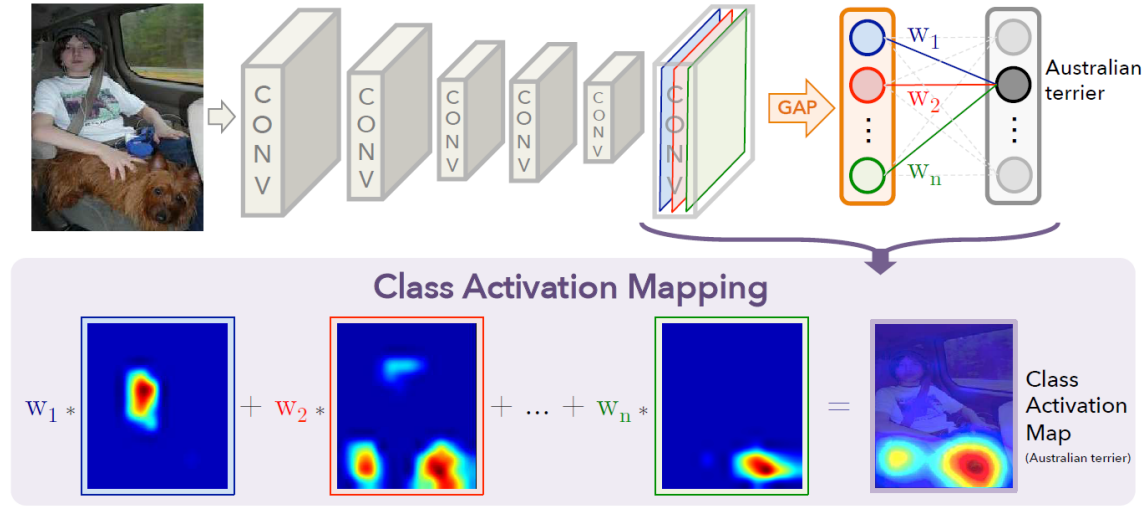 CONV
CONV
CONV
CONV
CONV
CONV
GAP
w₁
w₂
⋮
wₙ
⋮
Australian
terrier
Class Activation Mapping
w₁ * + w₂ * + ... + wₙ * =
Class
Activation
Map
(Australian terrier)